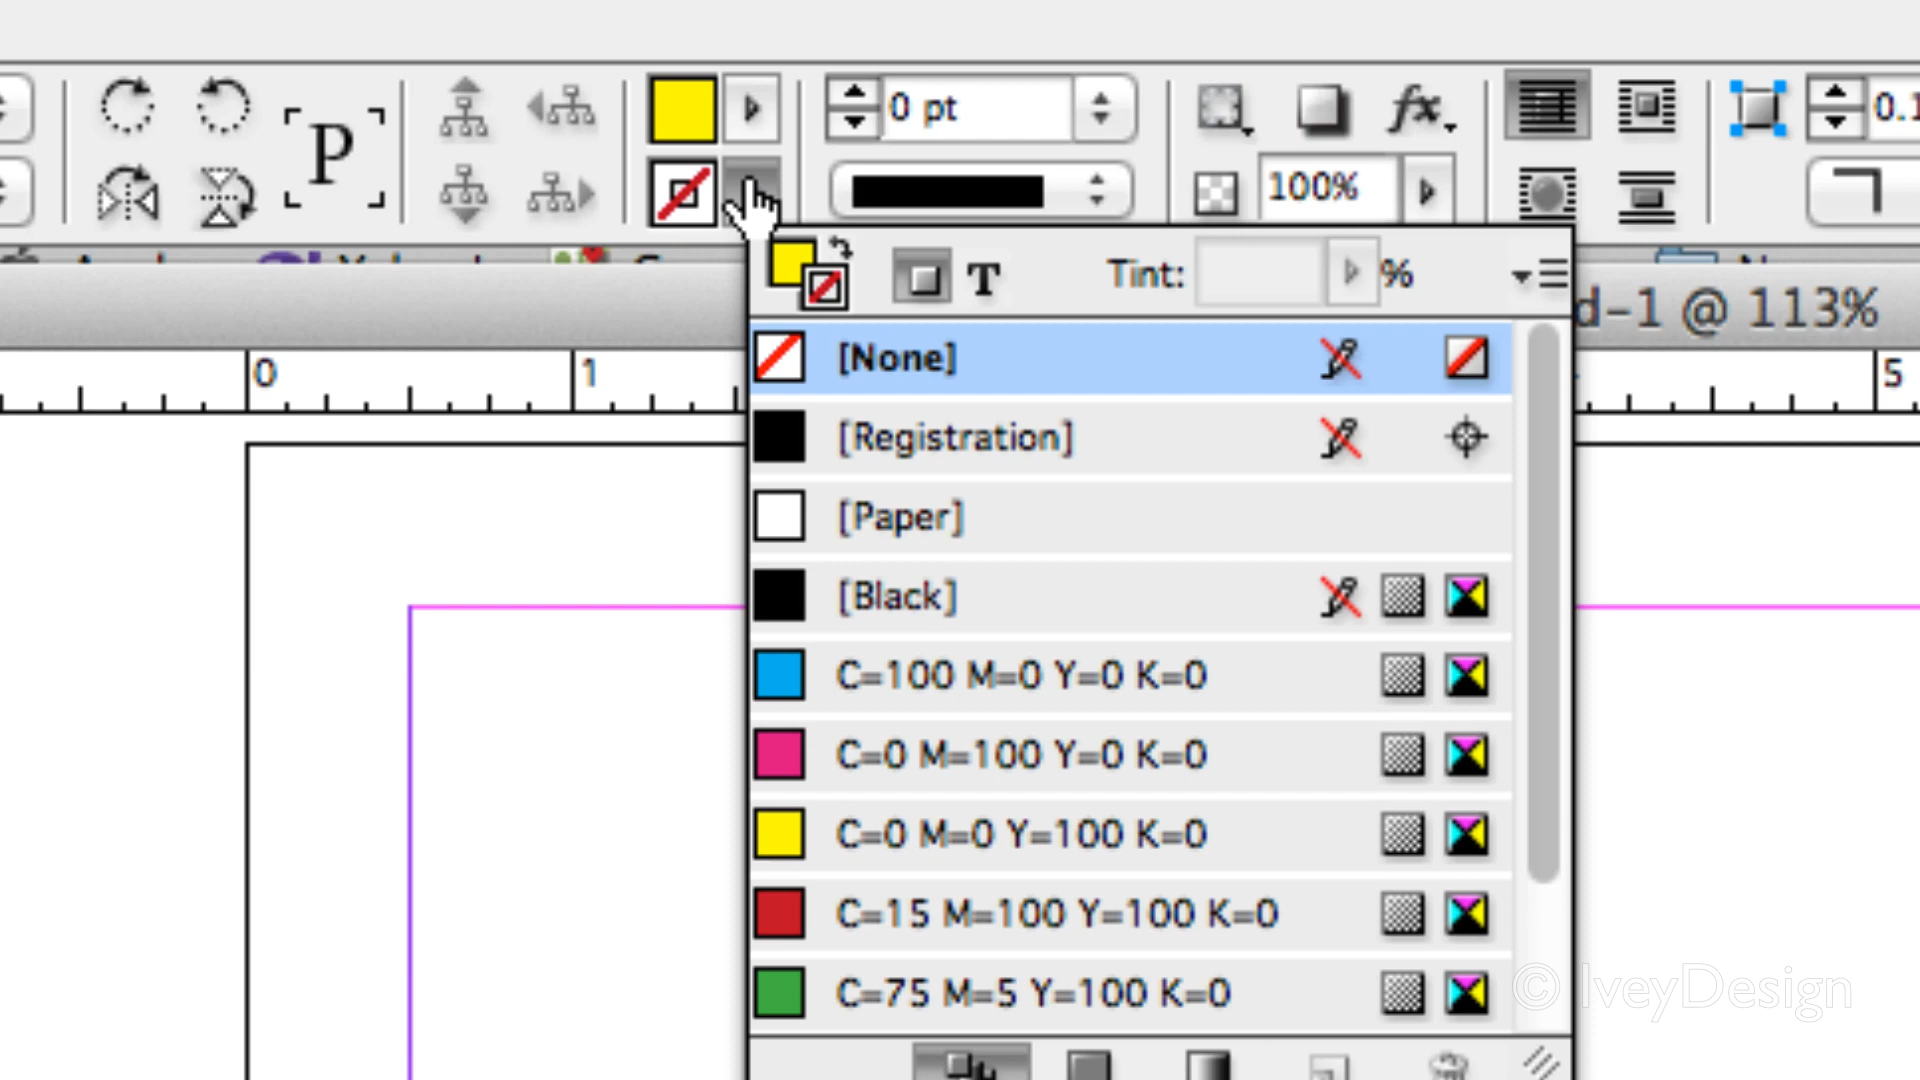 P
0 pt
fx
0.1
100%
T Tint: %
d-1 @ 113%
0 1 5
[None]
[Registration]
[Paper]
[Black]
C=100 M=0 Y=0 K=0
C=0 M=100 Y=0 K=0
C=0 M=0 Y=100 K=0
C=15 M=100 Y=100 K=0
C=75 M=5 Y=100 K=0
© IveyDesign